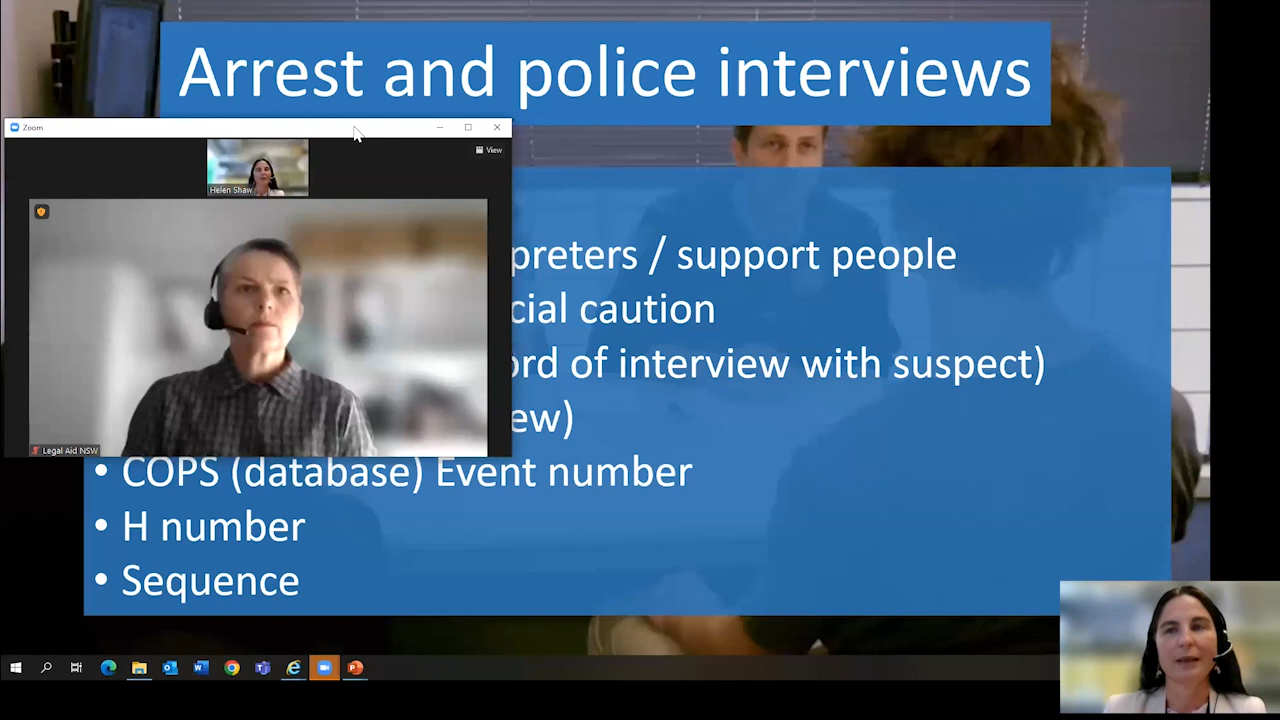 Arrest and police interviews
Zoom
View
Helen Shaw
preters / support people
cial caution
ord of interview with suspect)
ew)
Legal Aid NSW
• COPS (database) Event number
• H number
• Sequence